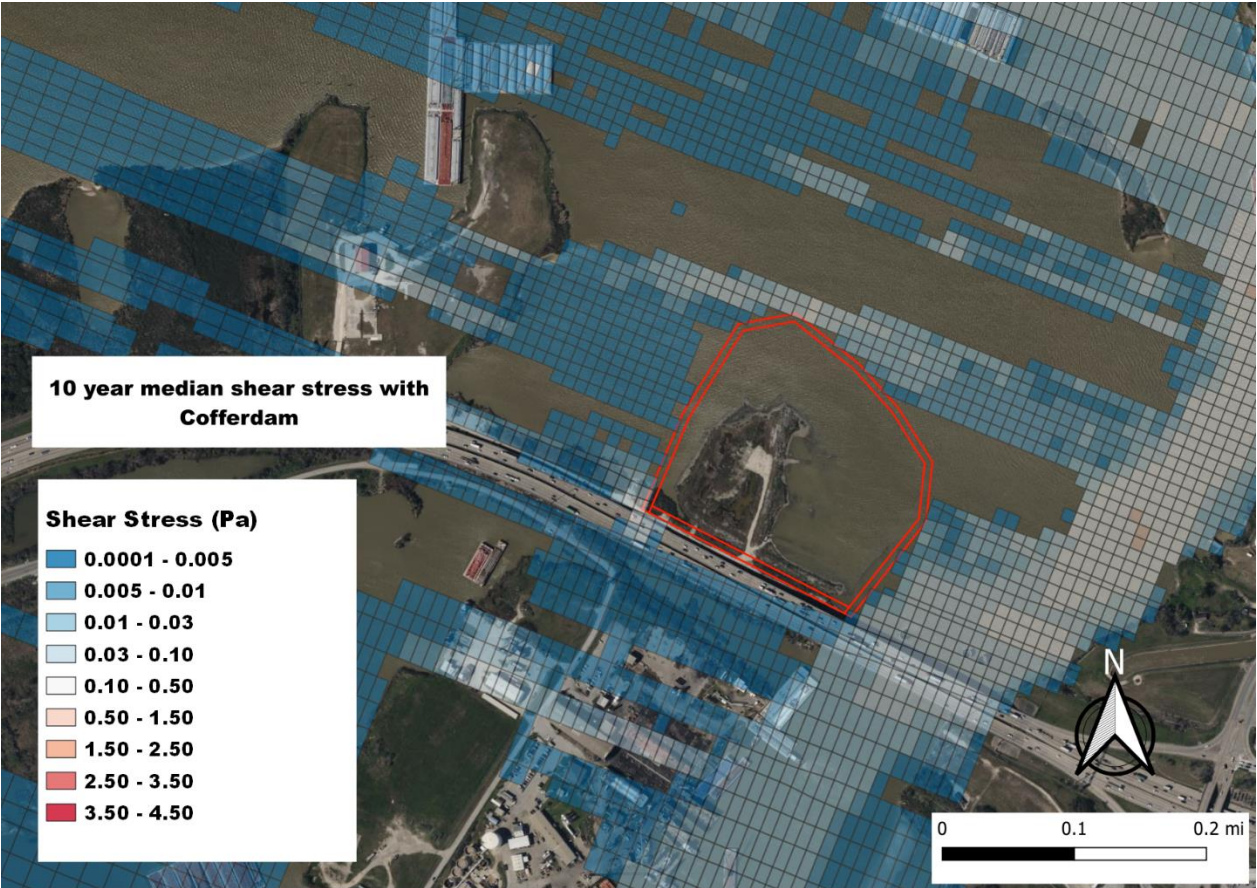 10 year median shear stress with
Cofferdam
Shear Stress (Pa)
0.0001 - 0.005
0.005 - 0.01
0.01 - 0.03
0.03 - 0.10
0.10 - 0.50
0.50 - 1.50
1.50 - 2.50
2.50 - 3.50
3.50 - 4.50
N
0 0.1 0.2 mi